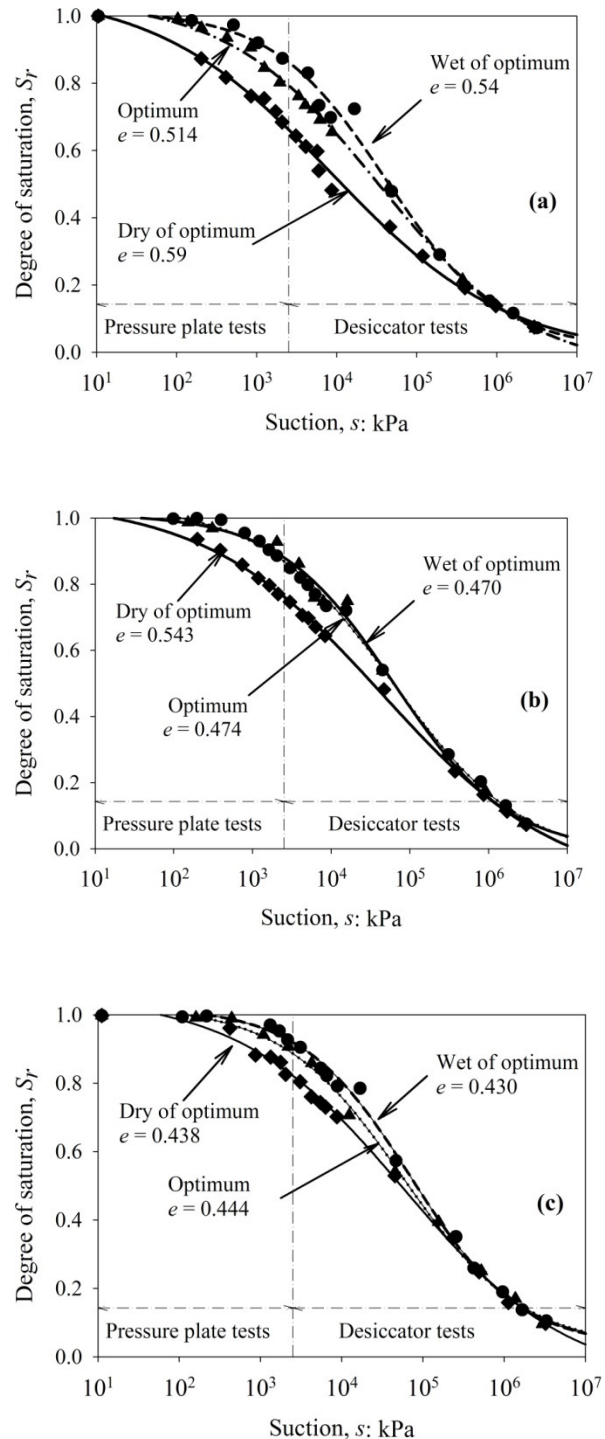 Degree of saturation, Sr
1.0
0.8
0.6
0.4
0.2
0.0
Wet of optimum
e = 0.54
Optimum
e = 0.514
(a)
Dry of optimum
e = 0.59
Pressure plate tests
Desiccator tests
10¹ 10² 10³ 10⁴ 10⁵ 10⁶ 10⁷
Suction, s: kPa
Degree of saturation, Sr
1.0
0.8
0.6
0.4
0.2
0.0
Wet of optimum
e = 0.470
Dry of optimum
e = 0.543
Optimum
e = 0.474
(b)
Pressure plate tests
Desiccator tests
10¹ 10² 10³ 10⁴ 10⁵ 10⁶ 10⁷
Suction, s: kPa
Degree of saturation, Sr
1.0
0.8
0.6
0.4
0.2
0.0
Wet of optimum
e = 0.430
Dry of optimum
e = 0.438
Optimum
e = 0.444
(c)
Pressure plate tests
Desiccator tests
10¹ 10² 10³ 10⁴ 10⁵ 10⁶ 10⁷
Suction, s: kPa